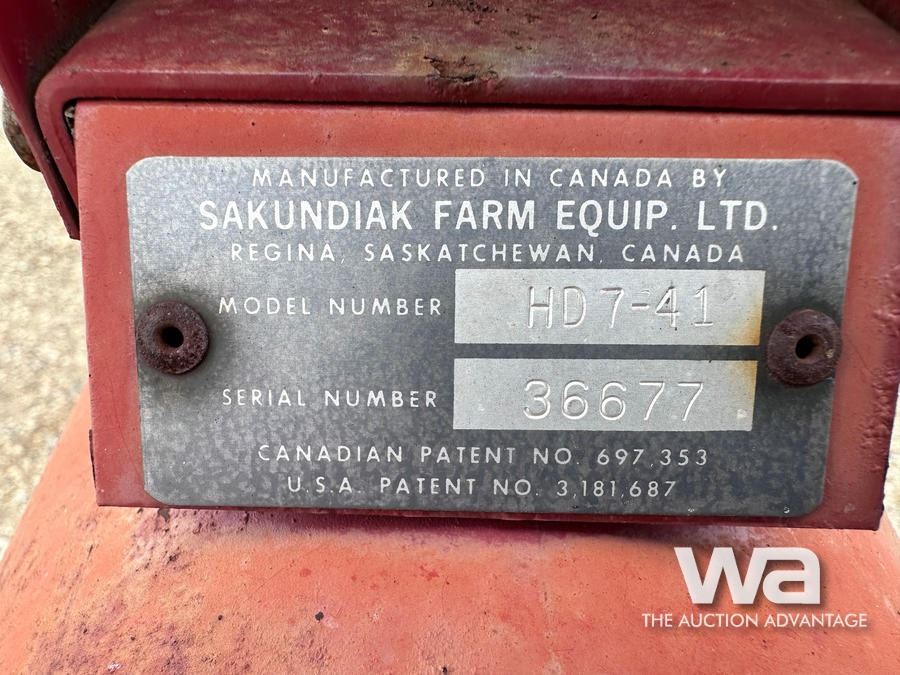 MANUFACTURED IN CANADA BY
SAKUNDIAK FARM EQUIP. LTD.
REGINA, SASKATCHEWAN, CANADA
MODEL NUMBER HD7-41
SERIAL NUMBER 36677
CANADIAN PATENT NO. 697,353
U.S.A. PATENT NO. 3,181,687
wa
THE AUCTION ADVANTAGE